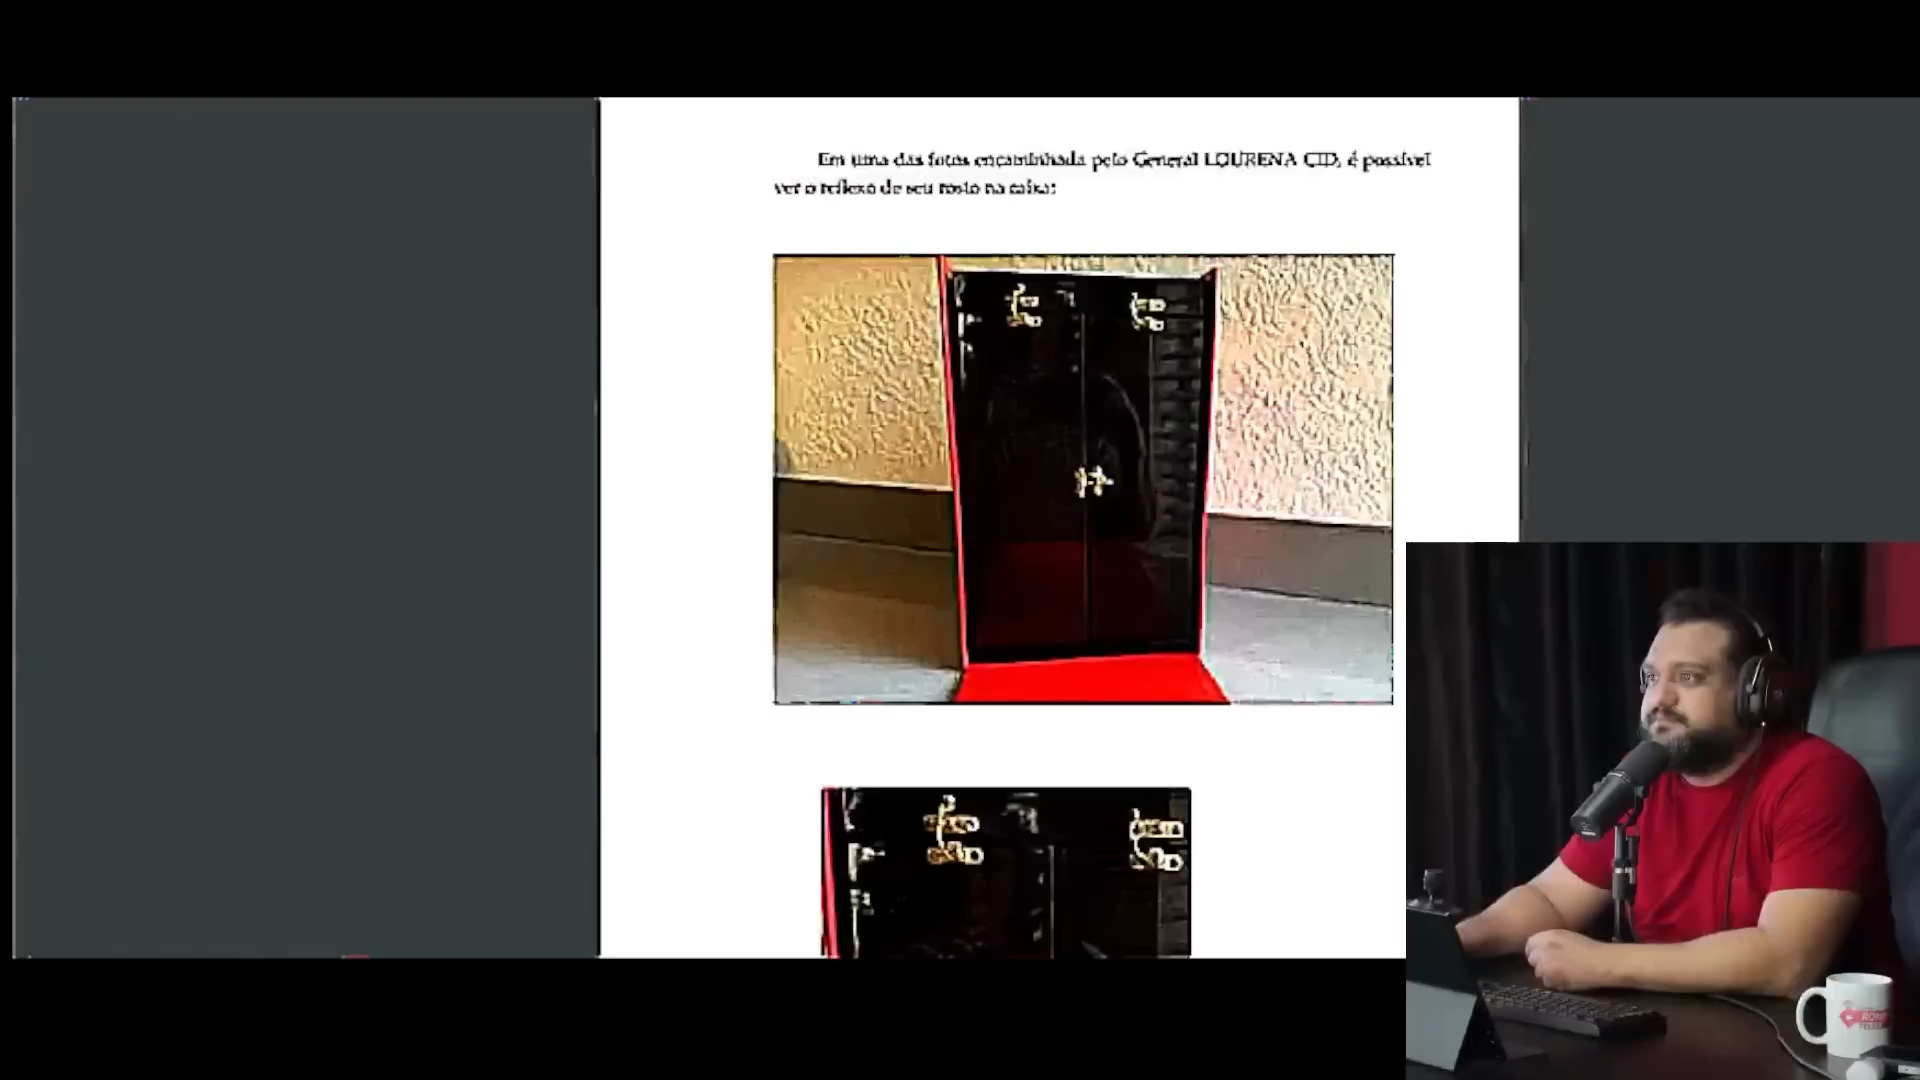 Em uma das fotos encaminhada pelo General LOURENA CID, é possível
ver o reflexo de seu rosto na caixa: